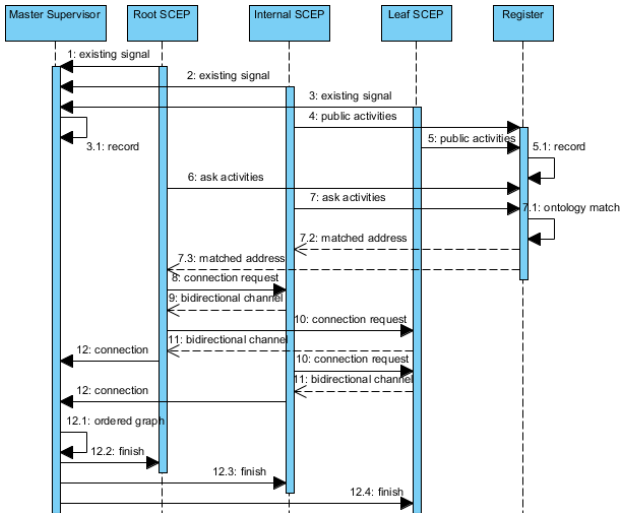 Master Supervisor
Root SCEP
Internal SCEP
Leaf SCEP
Register
1: existing signal
2: existing signal
3: existing signal
4: public activities
5: public activities
3.1: record
5.1: record
6: ask activities
7: ask activities
7.1: ontology match
7.2: matched address
7.3: matched address
8: connection request
9: bidirectional channel
10: connection request
11: bidirectional channel
12: connection
10: connection request
11: bidirectional channel
12: connection
12.1: ordered graph
12.2: finish
12.3: finish
12.4: finish